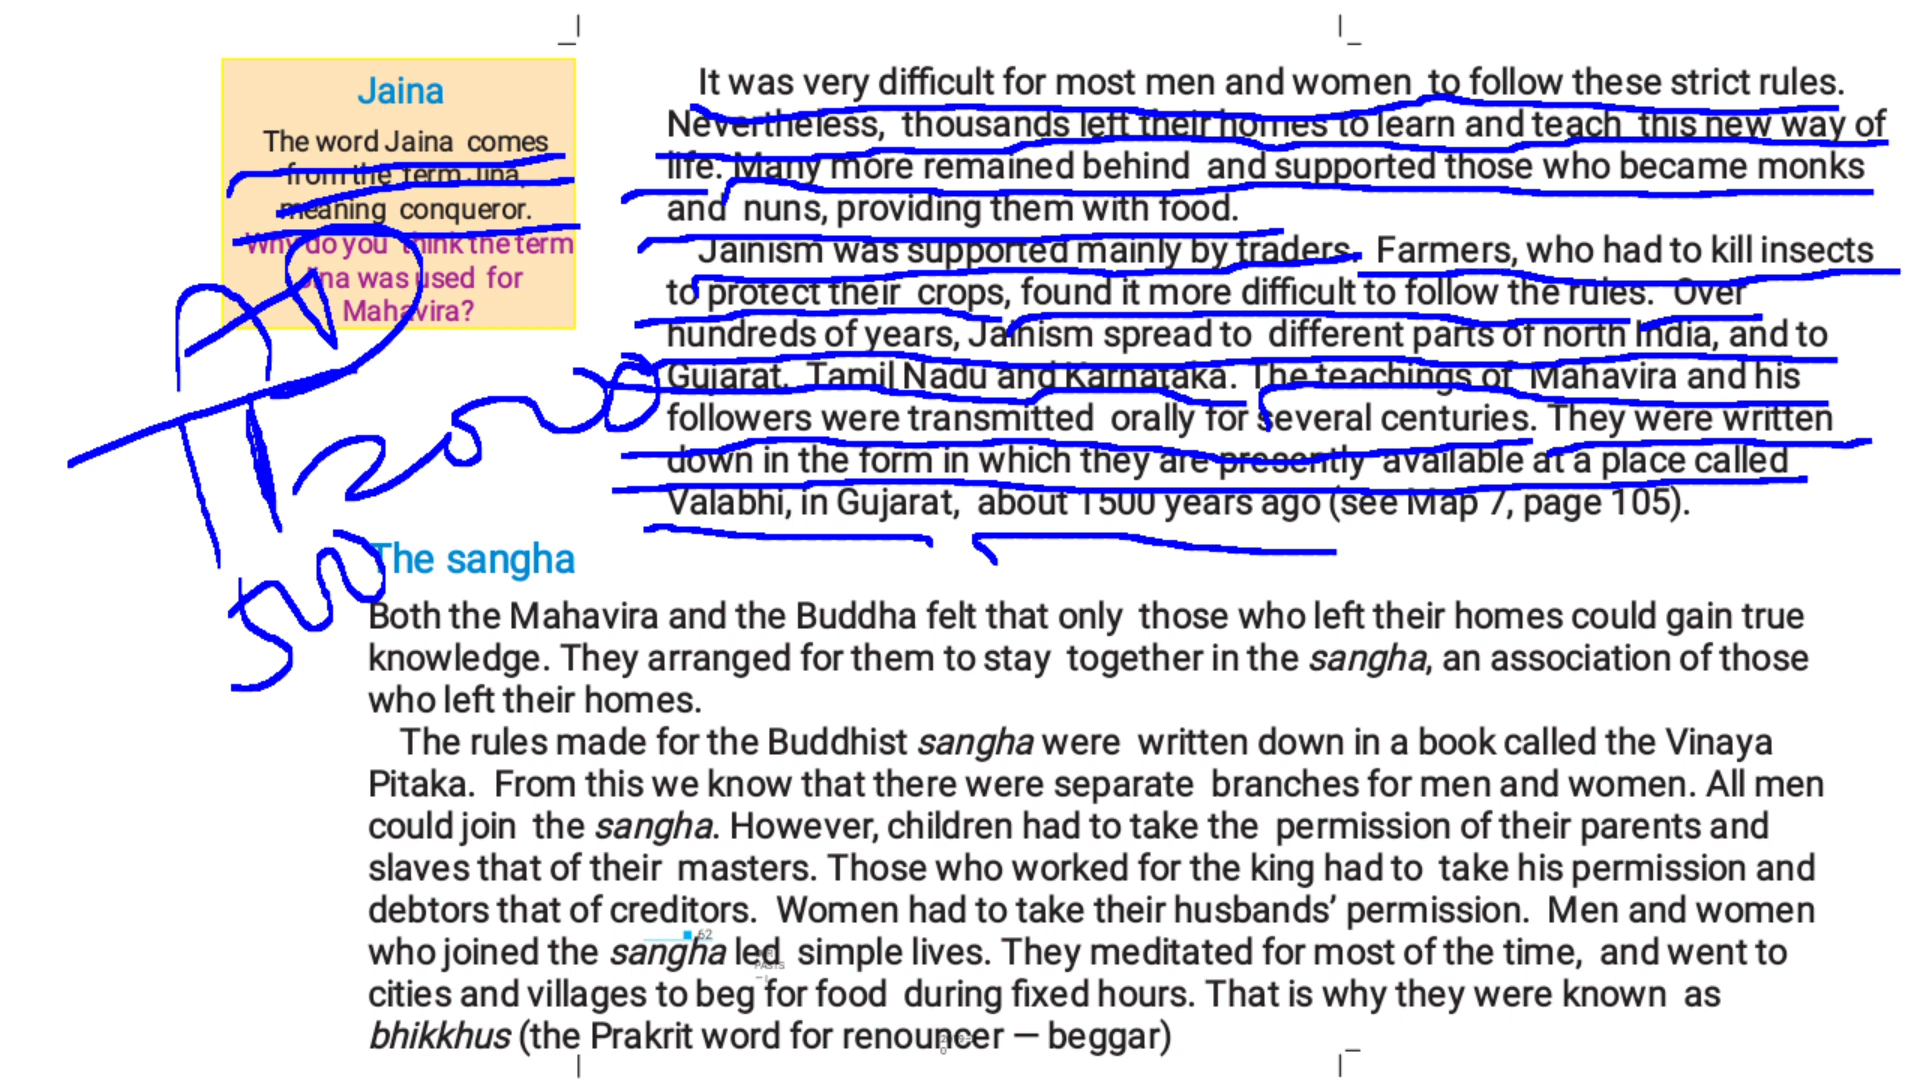 Jaina
The word Jaina comes
from the term Jina,
meaning conqueror.
Why do you think the term
Jina was used for
Mahavira?
It was very difficult for most men and women to follow these strict rules.
Nevertheless, thousands left their homes to learn and teach this new way of
life. Many more remained behind and supported those who became monks
and nuns, providing them with food.
Jainism was supported mainly by traders. Farmers, who had to kill insects
to protect their crops, found it more difficult to follow the rules. Over
hundreds of years, Jainism spread to different parts of north India, and to
Gujarat, Tamil Nadu and Karnataka. The teachings of Mahavira and his
followers were transmitted orally for several centuries. They were written
down in the form in which they are presently available at a place called
Valabhi, in Gujarat, about 1500 years ago (see Map 7, page 105).
The sangha
Both the Mahavira and the Buddha felt that only those who left their homes could gain true
knowledge. They arranged for them to stay together in the sangha, an association of those
who left their homes.
The rules made for the Buddhist sangha were written down in a book called the Vinaya
Pitaka. From this we know that there were separate branches for men and women. All men
could join the sangha. However, children had to take the permission of their parents and
slaves that of their masters. Those who worked for the king had to take his permission and
debtors that of creditors. Women had to take their husbands’ permission. Men and women
62
who joined the sangha led simple lives. They meditated for most of the time, and went to
cities and villages to beg for food during fixed hours. That is why they were known as
bhikkhus (the Prakrit word for renouncer — beggar)